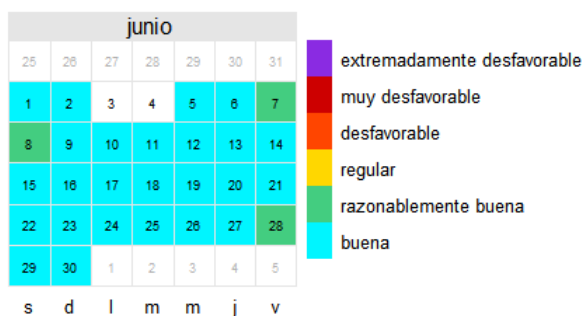 junio
25 26 27 28 29 30 31
1 2 3 4 5 6 7
8 9 10 11 12 13 14
15 16 17 18 19 20 21
22 23 24 25 26 27 28
29 30 1 2 3 4 5
s d l m m j v
extremadamente desfavorable
muy desfavorable
desfavorable
regular
razonablemente buena
buena